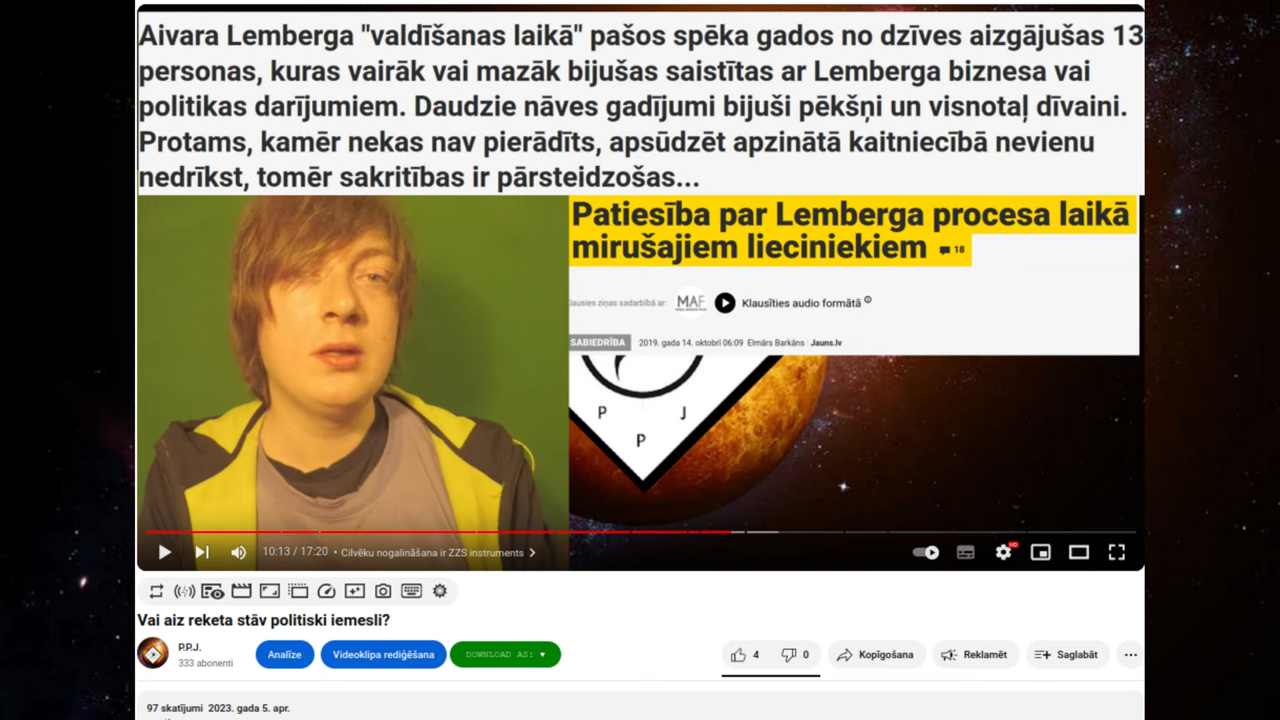 Aivara Lemberga "valdīšanas laikā" pašos spēka gados no dzīves aizgājušas 13
personas, kuras vairāk vai mazāk bijušas saistītas ar Lemberga biznesa vai
politikas darījumiem. Daudzie nāves gadījumi bijuši pēkšņi un visnotaļ dīvaini.
Protams, kamēr nekas nav pierādīts, apsūdzēt apzinātā kaitniecībā nevienu
nedrīkst, tomēr sakritības ir pārsteidzošas...
Patiesība par Lemberga procesa laikā
mirušajiem lieciniekiem 18
sadarbībā ar: MAF Klausīties audio formātā
SABIEDRĪBA 2019. gada 14. oktobrī 06:09 Elmārs Barkāns Jauns.lv
P J
P
10:13 / 17:20 • Cilvēku nogalināšana ir ZZS instruments
HD
Vai aiz reketa stāv politiski iemesli?
P.P.J.
333 abonenti
Analīze Videoklipa rediģēšana DOWNLOAD AS: ▼ 4 0 Kopīgošana Reklamēt Saglabāt ...
97 skatījumi 2023. gada 5. apr.